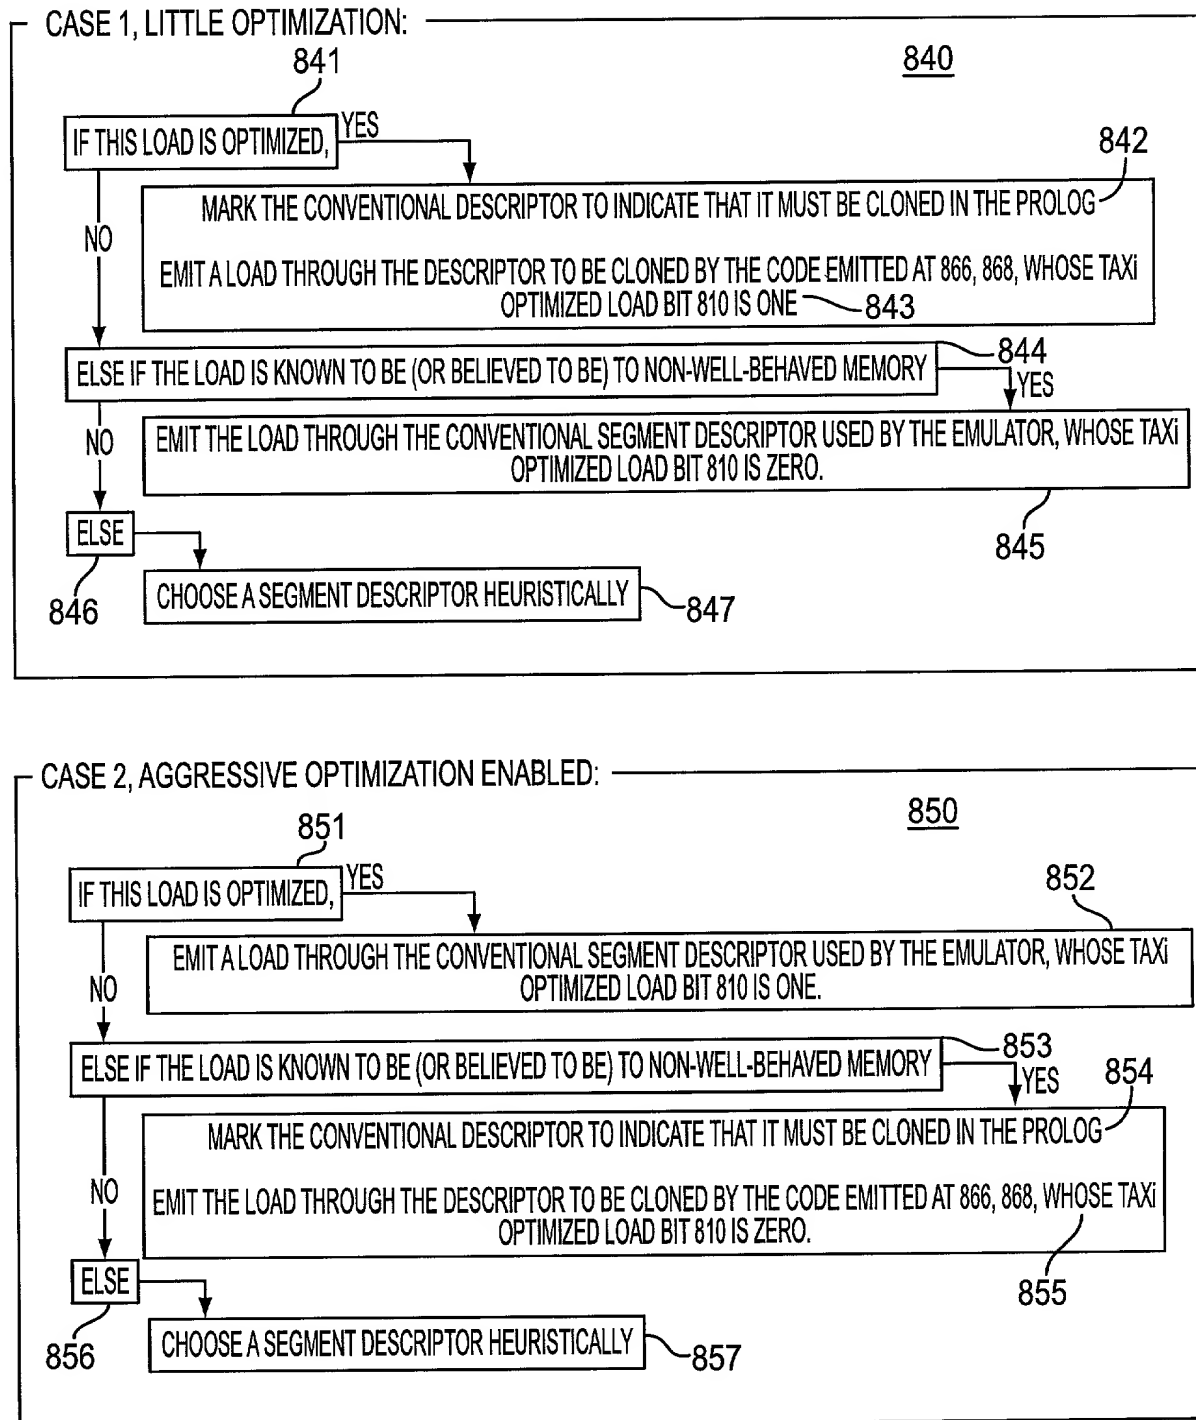 CASE 1, LITTLE OPTIMIZATION:
840
841
IF THIS LOAD IS OPTIMIZED,
YES
842
MARK THE CONVENTIONAL DESCRIPTOR TO INDICATE THAT IT MUST BE CLONED IN THE PROLOG
NO
EMIT A LOAD THROUGH THE DESCRIPTOR TO BE CLONED BY THE CODE EMITTED AT 866, 868, WHOSE TAXi
OPTIMIZED LOAD BIT 810 IS ONE
843
ELSE IF THE LOAD IS KNOWN TO BE (OR BELIEVED TO BE) TO NON-WELL-BEHAVED MEMORY
844
YES
NO
EMIT THE LOAD THROUGH THE CONVENTIONAL SEGMENT DESCRIPTOR USED BY THE EMULATOR, WHOSE TAXi
OPTIMIZED LOAD BIT 810 IS ZERO.
845
ELSE
846
CHOOSE A SEGMENT DESCRIPTOR HEURISTICALLY
847
CASE 2, AGGRESSIVE OPTIMIZATION ENABLED:
850
851
IF THIS LOAD IS OPTIMIZED,
YES
852
EMIT A LOAD THROUGH THE CONVENTIONAL SEGMENT DESCRIPTOR USED BY THE EMULATOR, WHOSE TAXi
OPTIMIZED LOAD BIT 810 IS ONE.
NO
ELSE IF THE LOAD IS KNOWN TO BE (OR BELIEVED TO BE) TO NON-WELL-BEHAVED MEMORY
853
YES
854
MARK THE CONVENTIONAL DESCRIPTOR TO INDICATE THAT IT MUST BE CLONED IN THE PROLOG
NO
EMIT THE LOAD THROUGH THE DESCRIPTOR TO BE CLONED BY THE CODE EMITTED AT 866, 868, WHOSE TAXi
OPTIMIZED LOAD BIT 810 IS ZERO.
855
ELSE
856
CHOOSE A SEGMENT DESCRIPTOR HEURISTICALLY
857